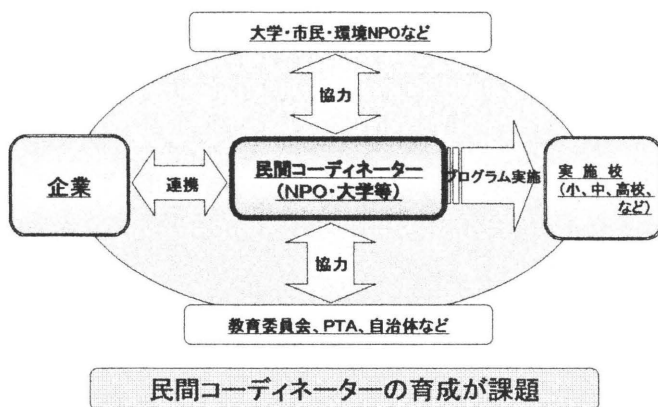 大学・市民・環境NPOなど
協力
企業
連携
民間コーディネーター
(NPO・大学等)
プログラム実施
実 施 校
(小、中、高校、
など)
協力
教育委員会、PTA、自治体など
民間コーディネーターの育成が課題